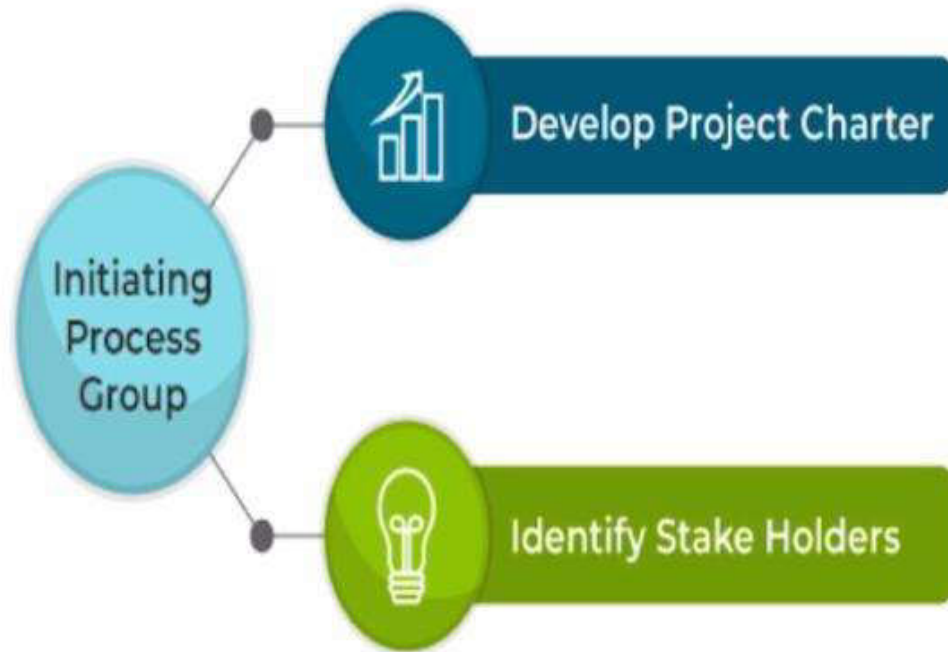 Initiating
Process
Group
Develop Project Charter
Identify Stake Holders